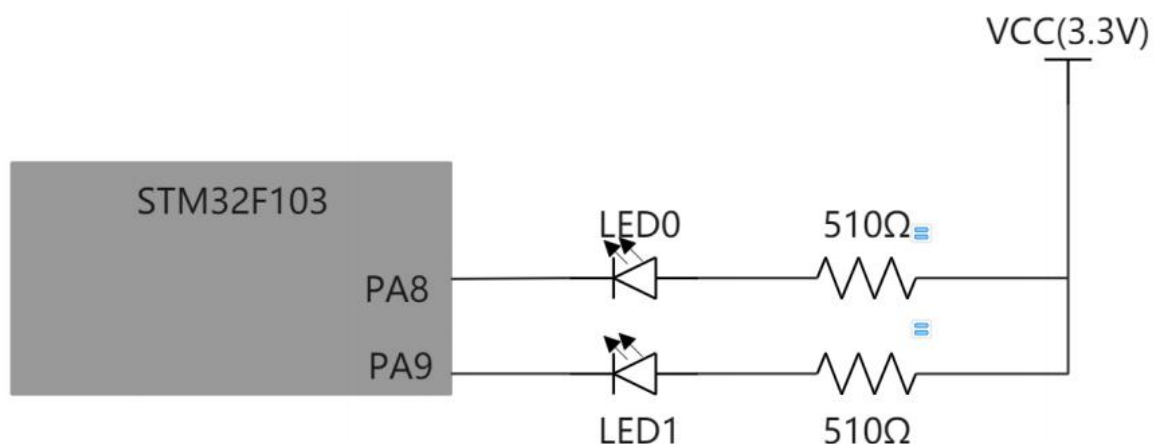 VCC(3.3V)
STM32F103
LED0
510Ω
PA8
PA9
LED1
510Ω